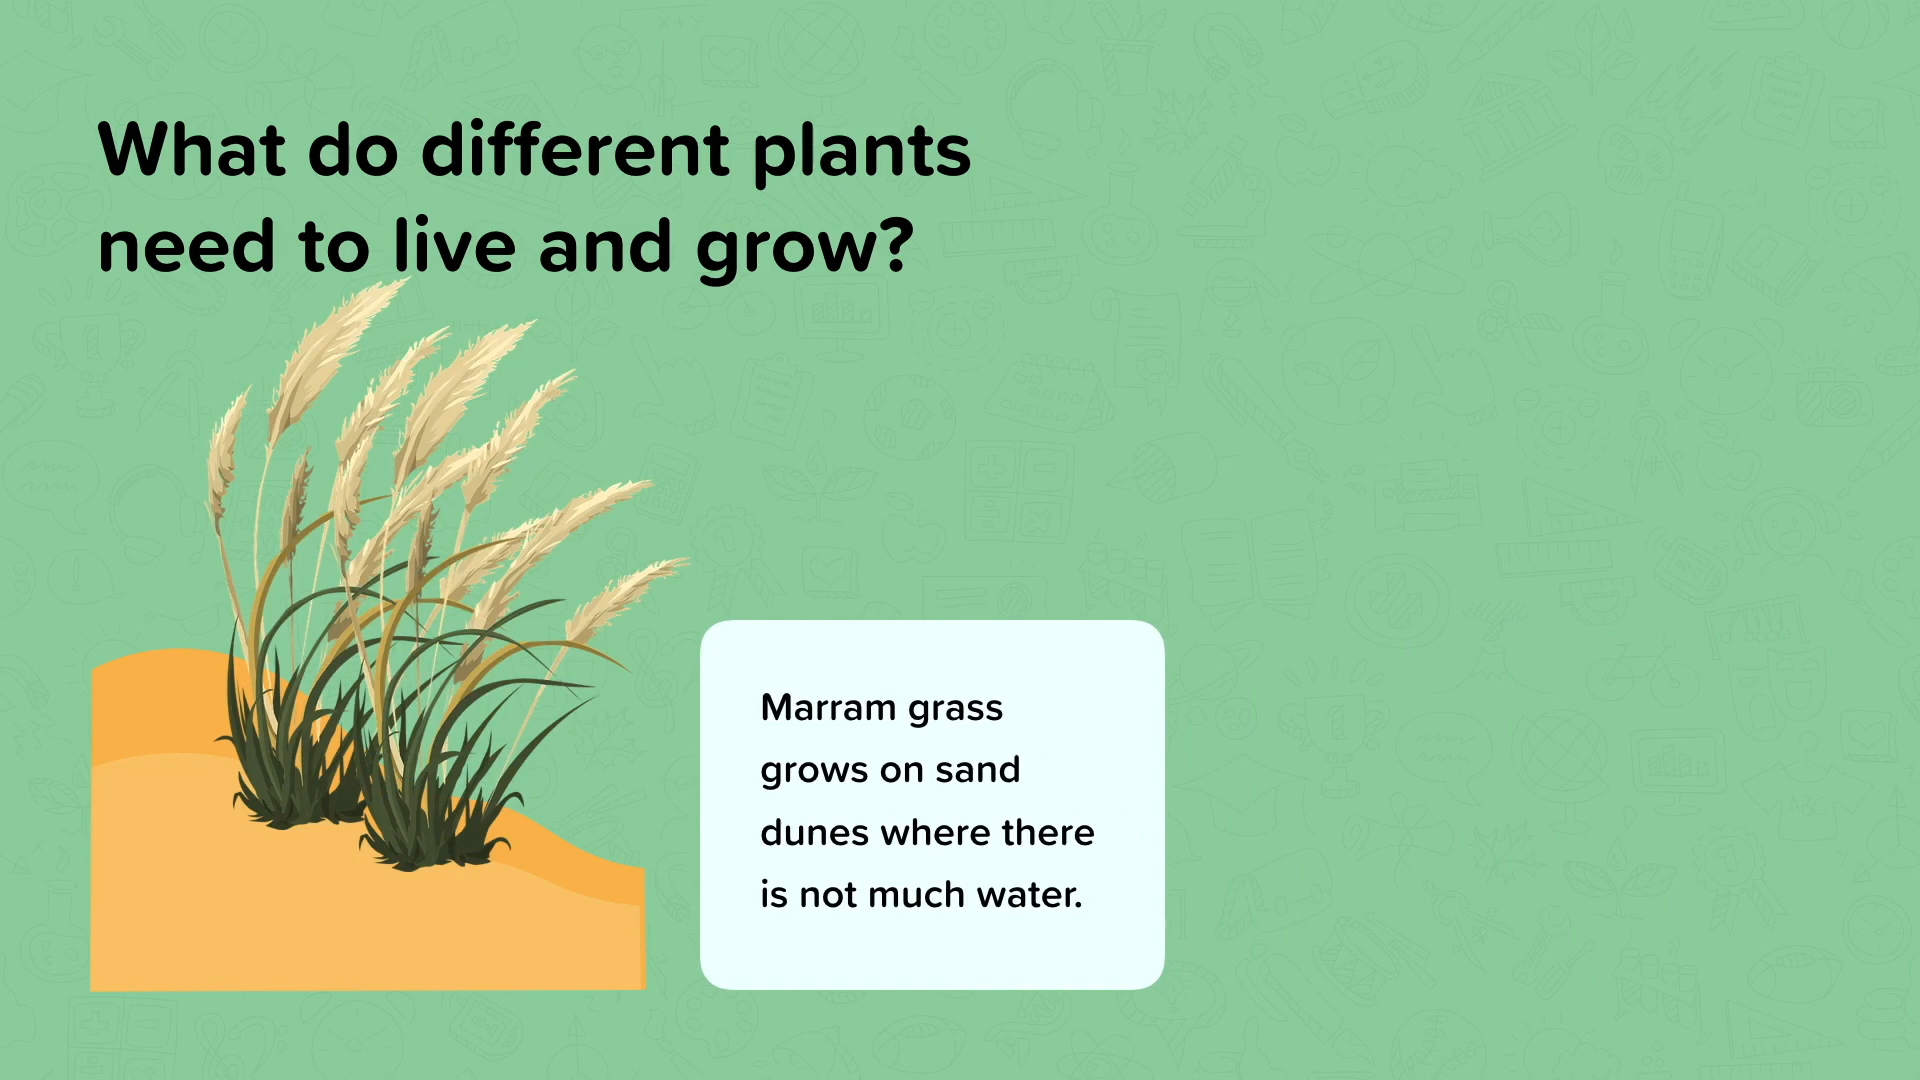 What do different plants
need to live and grow?
Marram grass
grows on sand
dunes where there
is not much water.